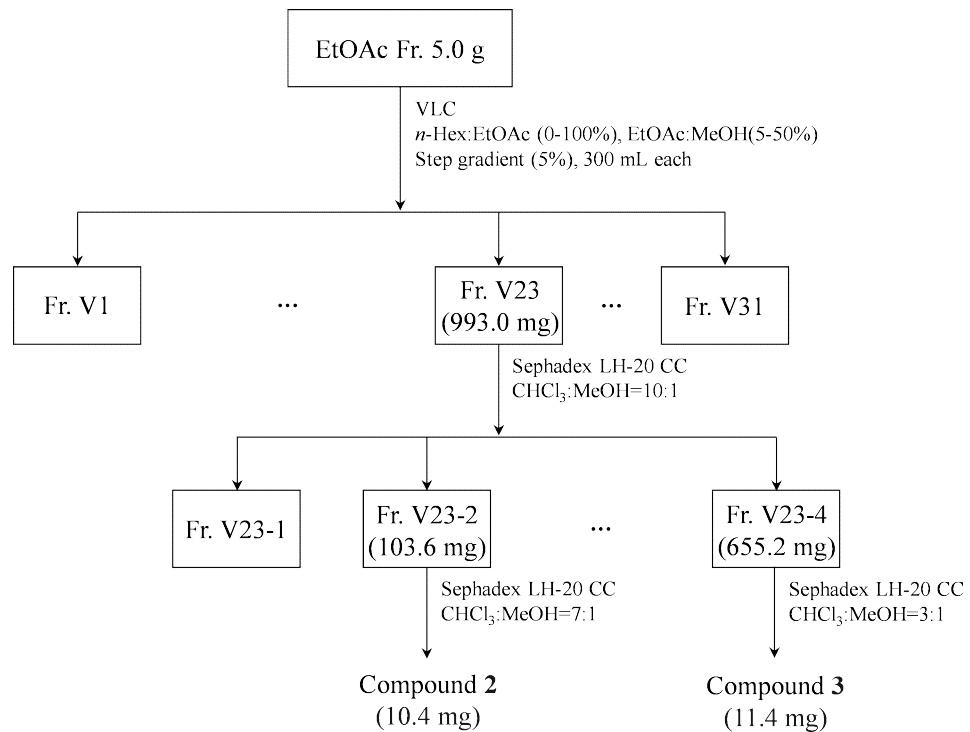 EtOAc Fr. 5.0 g
VLC
n-Hex:EtOAc (0-100%), EtOAc:MeOH(5-50%)
Step gradient (5%), 300 mL each
Fr. V1
...
Fr. V23
(993.0 mg)
...
Fr. V31
Sephadex LH-20 CC
CHCl₃:MeOH=10:1
Fr. V23-1
Fr. V23-2
(103.6 mg)
...
Fr. V23-4
(655.2 mg)
Sephadex LH-20 CC
CHCl₃:MeOH=7:1
Sephadex LH-20 CC
CHCl₃:MeOH=3:1
Compound 2
(10.4 mg)
Compound 3
(11.4 mg)